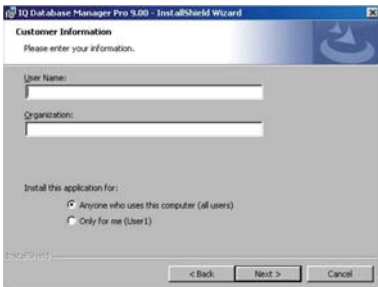 IQ Database Manager Pro 9.00 - InstallShield Wizard
Customer Information
Please enter your information.
User Name:
Organization:
Install this application for:
Anyone who uses this computer (all users)
Only for me (User1)
InstallShield
< Back
Next >
Cancel